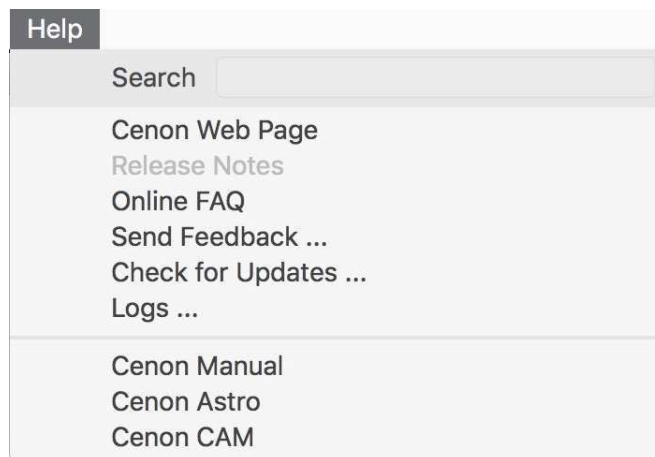 Help
Search
Cenon Web Page
Release Notes
Online FAQ
Send Feedback ...
Check for Updates ...
Logs ...
Cenon Manual
Cenon Astro
Cenon CAM